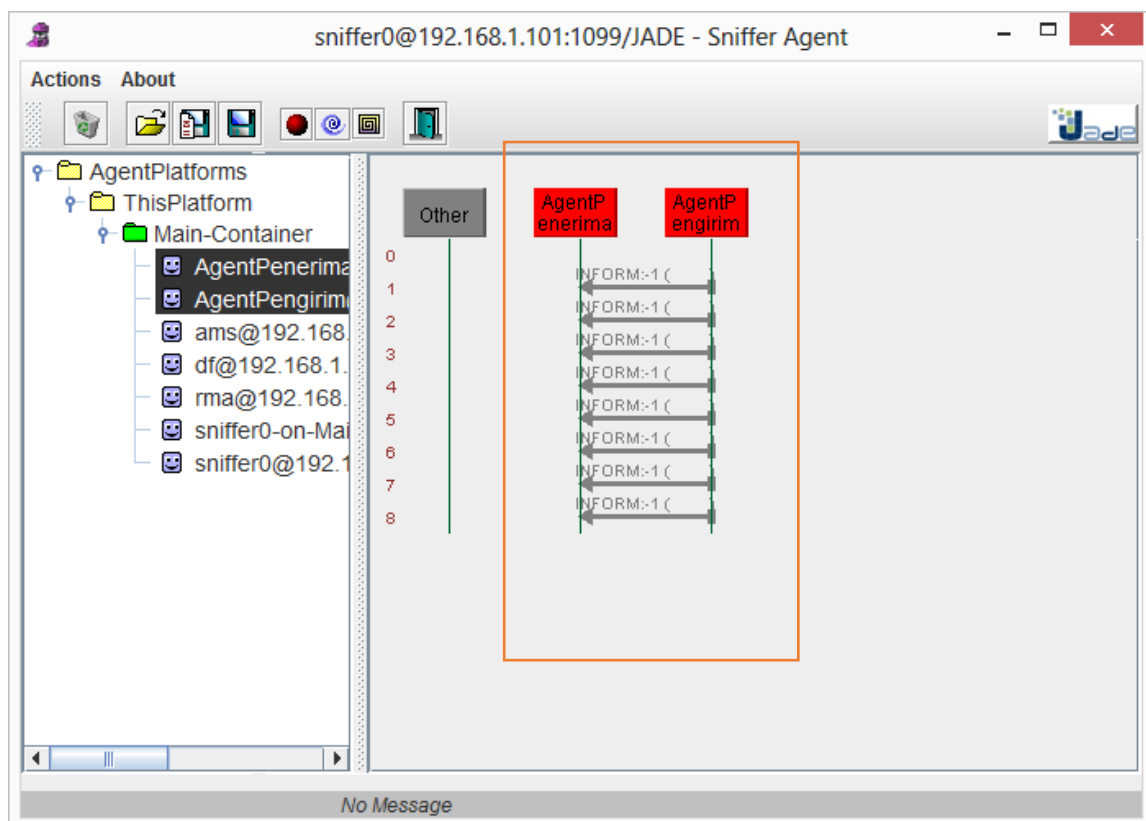 sniffer0@192.168.1.101:1099/JADE - Sniffer Agent
Actions About
Jade
AgentPlatforms
ThisPlatform
Main-Container
AgentPenerima
AgentPengirim
ams@192.168.
df@192.168.1.
rma@192.168.
sniffer0-on-Mai
sniffer0@192.1
Other
AgentP
enerima
AgentP
engirim
0
INFORM:-1 (
1
INFORM:-1 (
2
INFORM:-1 (
3
INFORM:-1 (
4
INFORM:-1 (
5
INFORM:-1 (
6
INFORM:-1 (
7
INFORM:-1 (
8
No Message